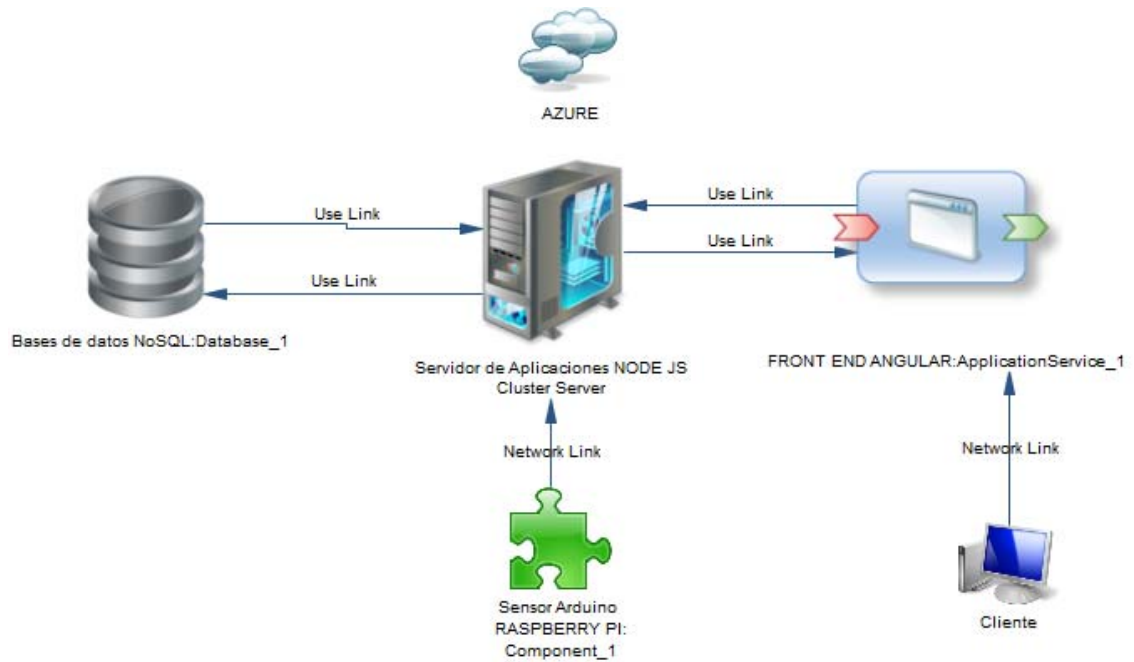 AZURE
Use Link
Use Link
Use Link
Use Link
Bases de datos NoSQL:Database_1
Servidor de Aplicaciones NODE JS
Cluster Server
FRONT END ANGULAR:ApplicationService_1
Network Link
Network Link
Sensor Arduino
RASPBERRY PI:
Component_1
Cliente